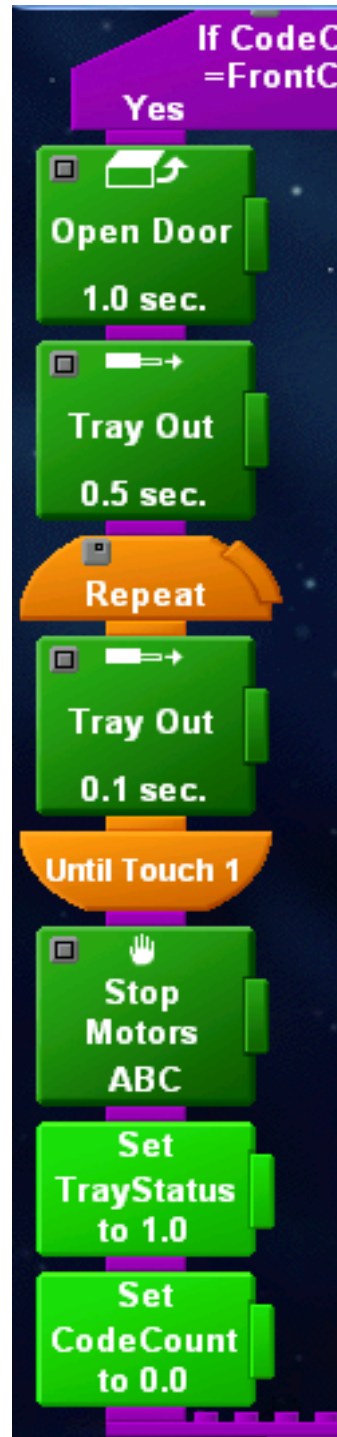 If CodeC
=FrontC
Yes
Open Door
1.0 sec.
Tray Out
0.5 sec.
Repeat
Tray Out
0.1 sec.
Until Touch 1
Stop
Motors
ABC
Set
TrayStatus
to 1.0
Set
CodeCount
to 0.0